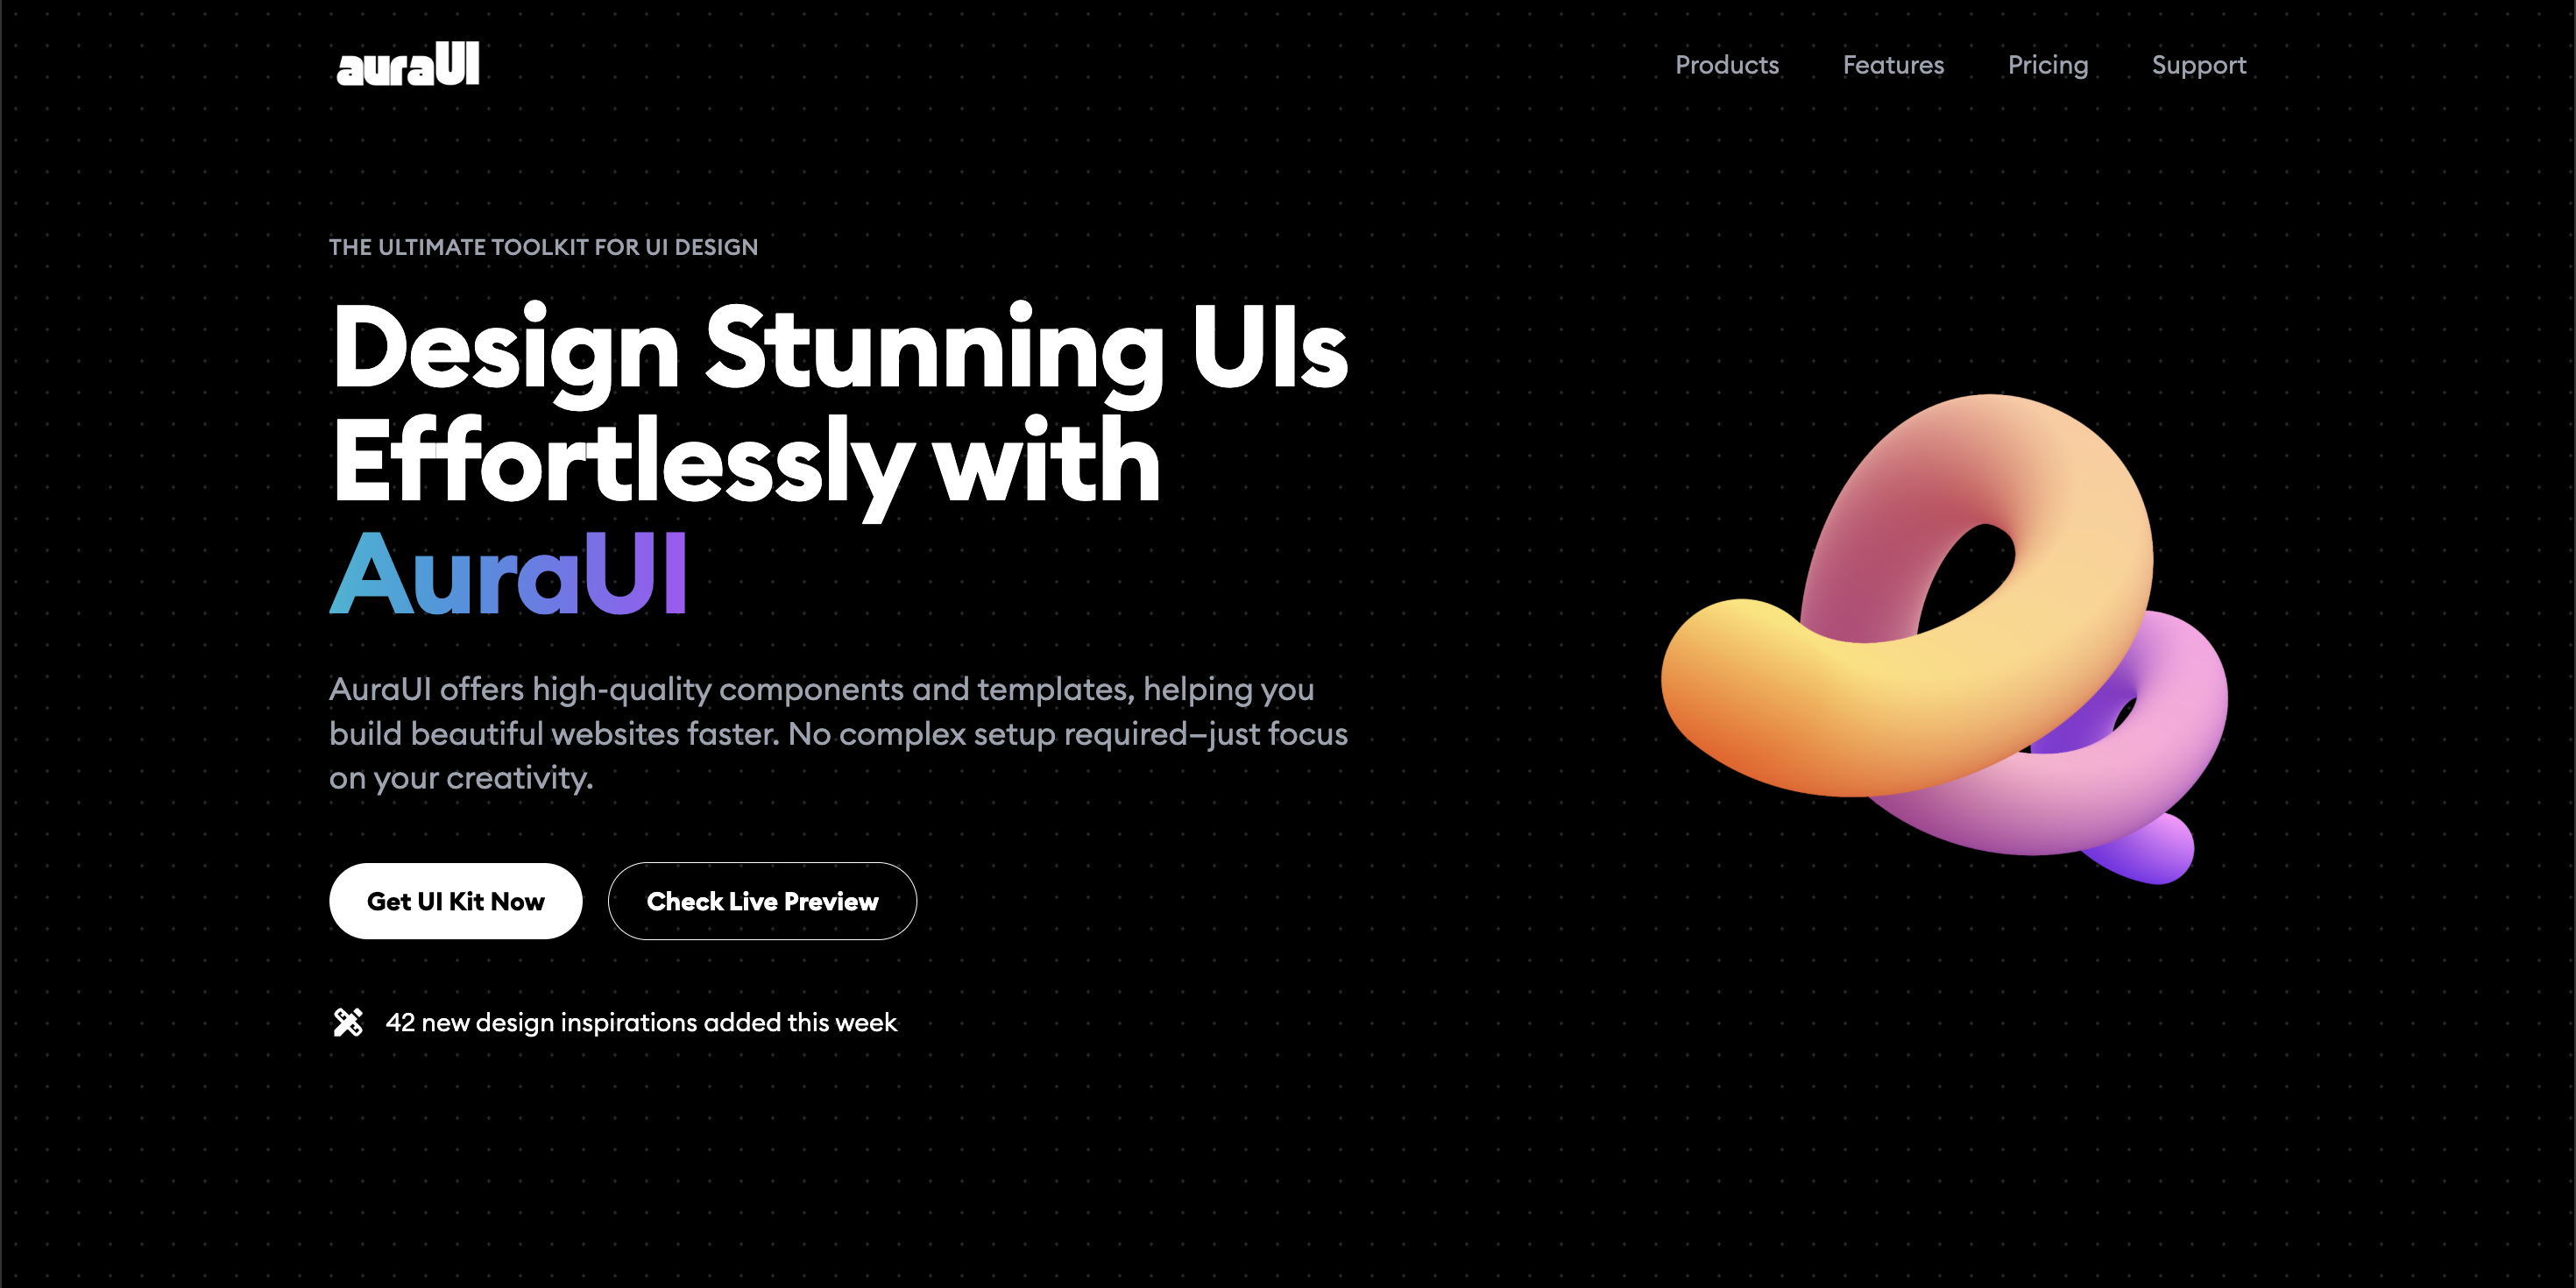 auraUI
Products
Features
Pricing
Support
THE ULTIMATE TOOLKIT FOR UI DESIGN
Design Stunning UIs
Effortlessly with
AuraUI
AuraUI offers high-quality components and templates, helping you
build beautiful websites faster. No complex setup required—just focus
on your creativity.
Get UI Kit Now
Check Live Preview
42 new design inspirations added this week